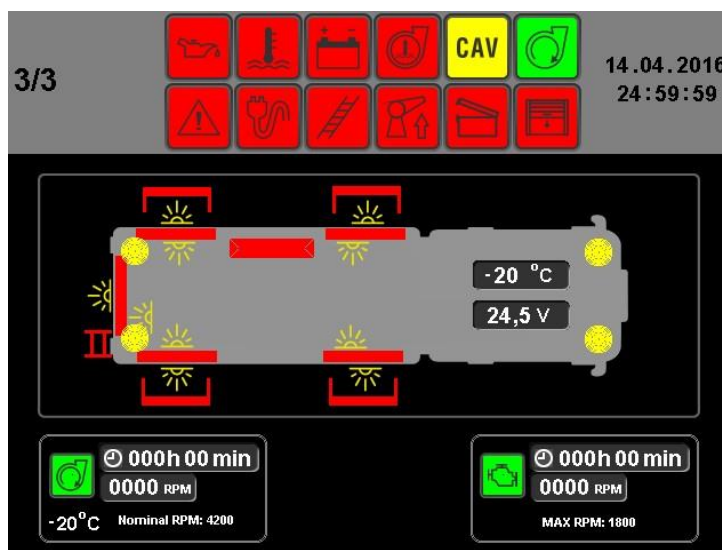 3/3
CAV
14.04.2016
24:59:59
-20 °C
24,5 V
000h 00 min
0000 RPM
-20°C Nominal RPM: 4200
000h 00 min
0000 RPM
MAX RPM: 1800